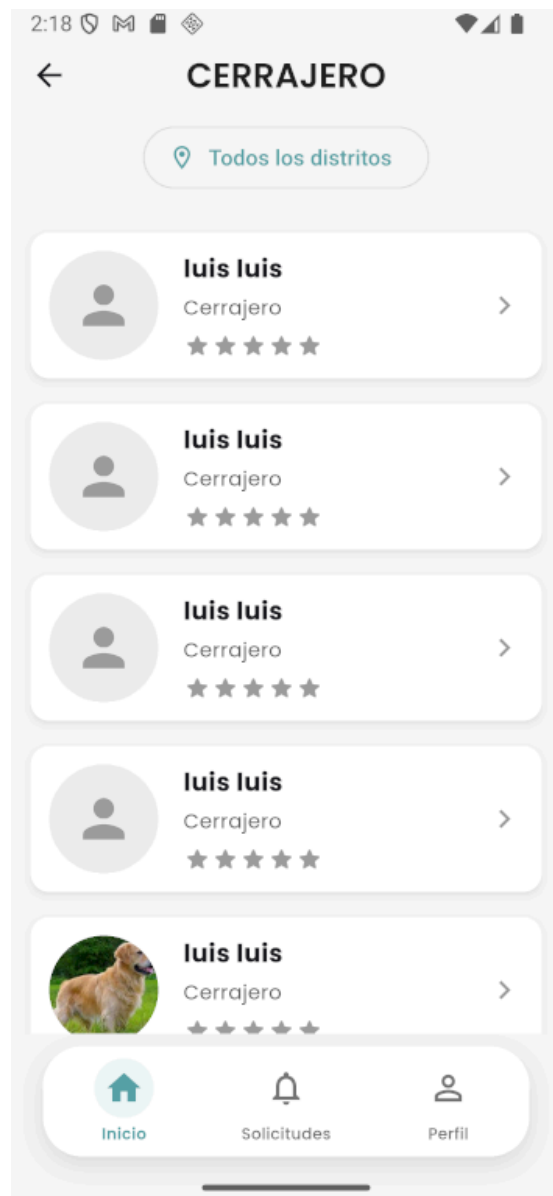 2:18
CERRAJERO
Todos los distritos
luis luis
Cerrajero
luis luis
Cerrajero
luis luis
Cerrajero
luis luis
Cerrajero
luis luis
Cerrajero
Inicio
Solicitudes
Perfil